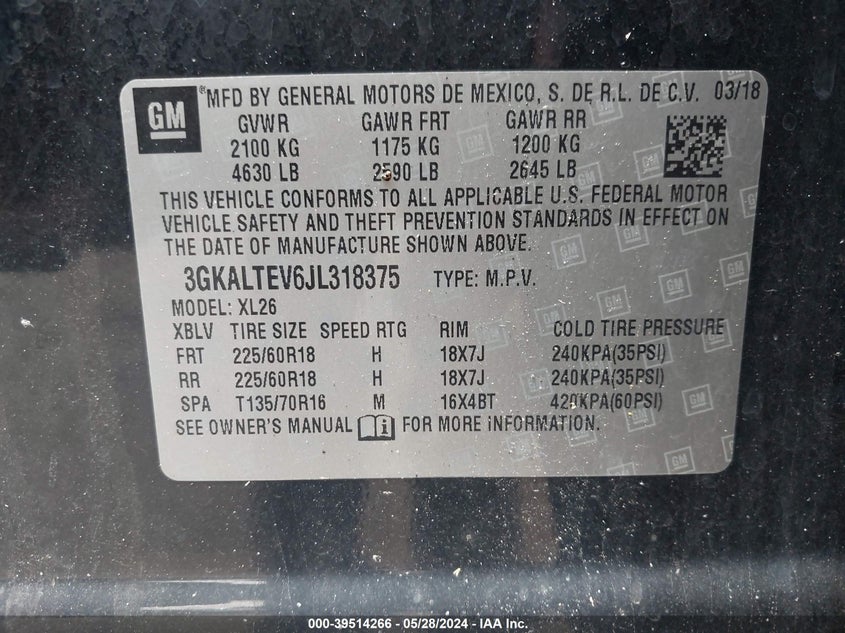 GM ® MFD BY GENERAL MOTORS DE MEXICO, S. DE R.L. DE C.V. 03/18
GVWR GAWR FRT GAWR RR
2100 KG 1175 KG 1200 KG
4630 LB 2590 LB 2645 LB
THIS VEHICLE CONFORMS TO ALL APPLICABLE U.S. FEDERAL MOTOR
VEHICLE SAFETY AND THEFT PREVENTION STANDARDS IN EFFECT ON
THE DATE OF MANUFACTURE SHOWN ABOVE.
3GKALTEV6JL318375 TYPE: M.P.V.
MODEL: XL26
XBLV TIRE SIZE SPEED RTG RIM COLD TIRE PRESSURE
FRT 225/60R18 H 18X7J 240KPA(35PSI)
RR 225/60R18 H 18X7J 240KPA(35PSI)
SPA T135/70R16 M 16X4BT 420KPA(60PSI)
SEE OWNER'S MANUAL i FOR MORE INFORMATION.
000-39514266 - 05/28/2024 - IAA Inc.